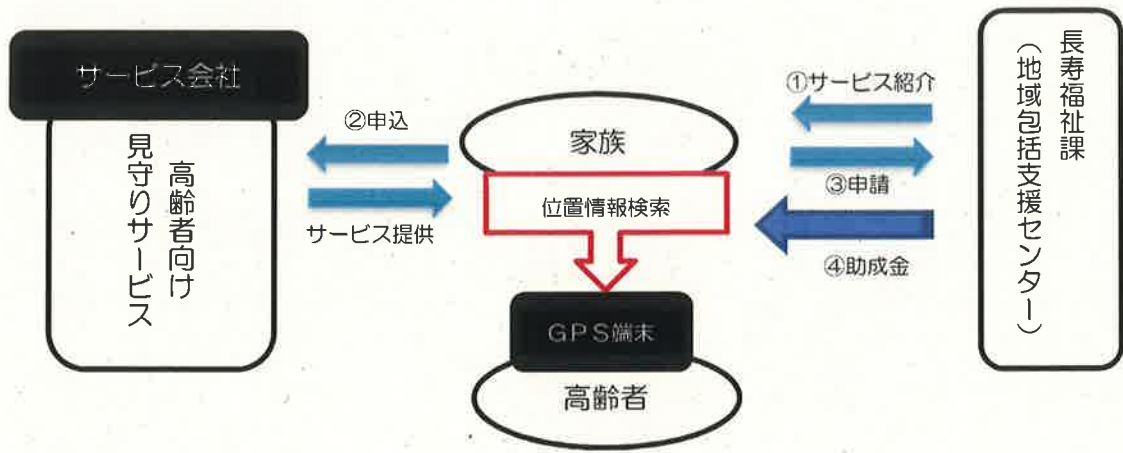 サービス会社
高齢者向け
見守りサービス
②申込
サービス提供
家族
位置情報検索
GPS端末
高齢者
①サービス紹介
③申請
④助成金
長寿福祉課
（地域包括支援センター）